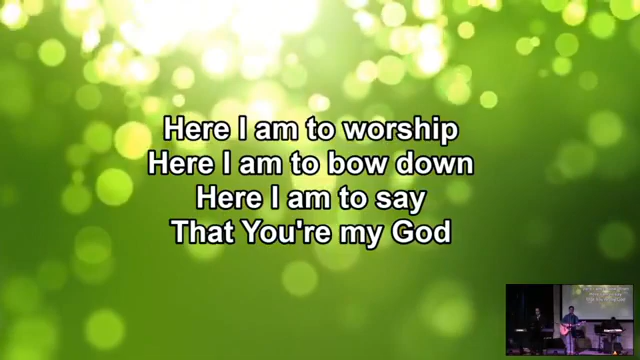 Here I am to worship
Here I am to bow down
Here I am to say
That You're my God